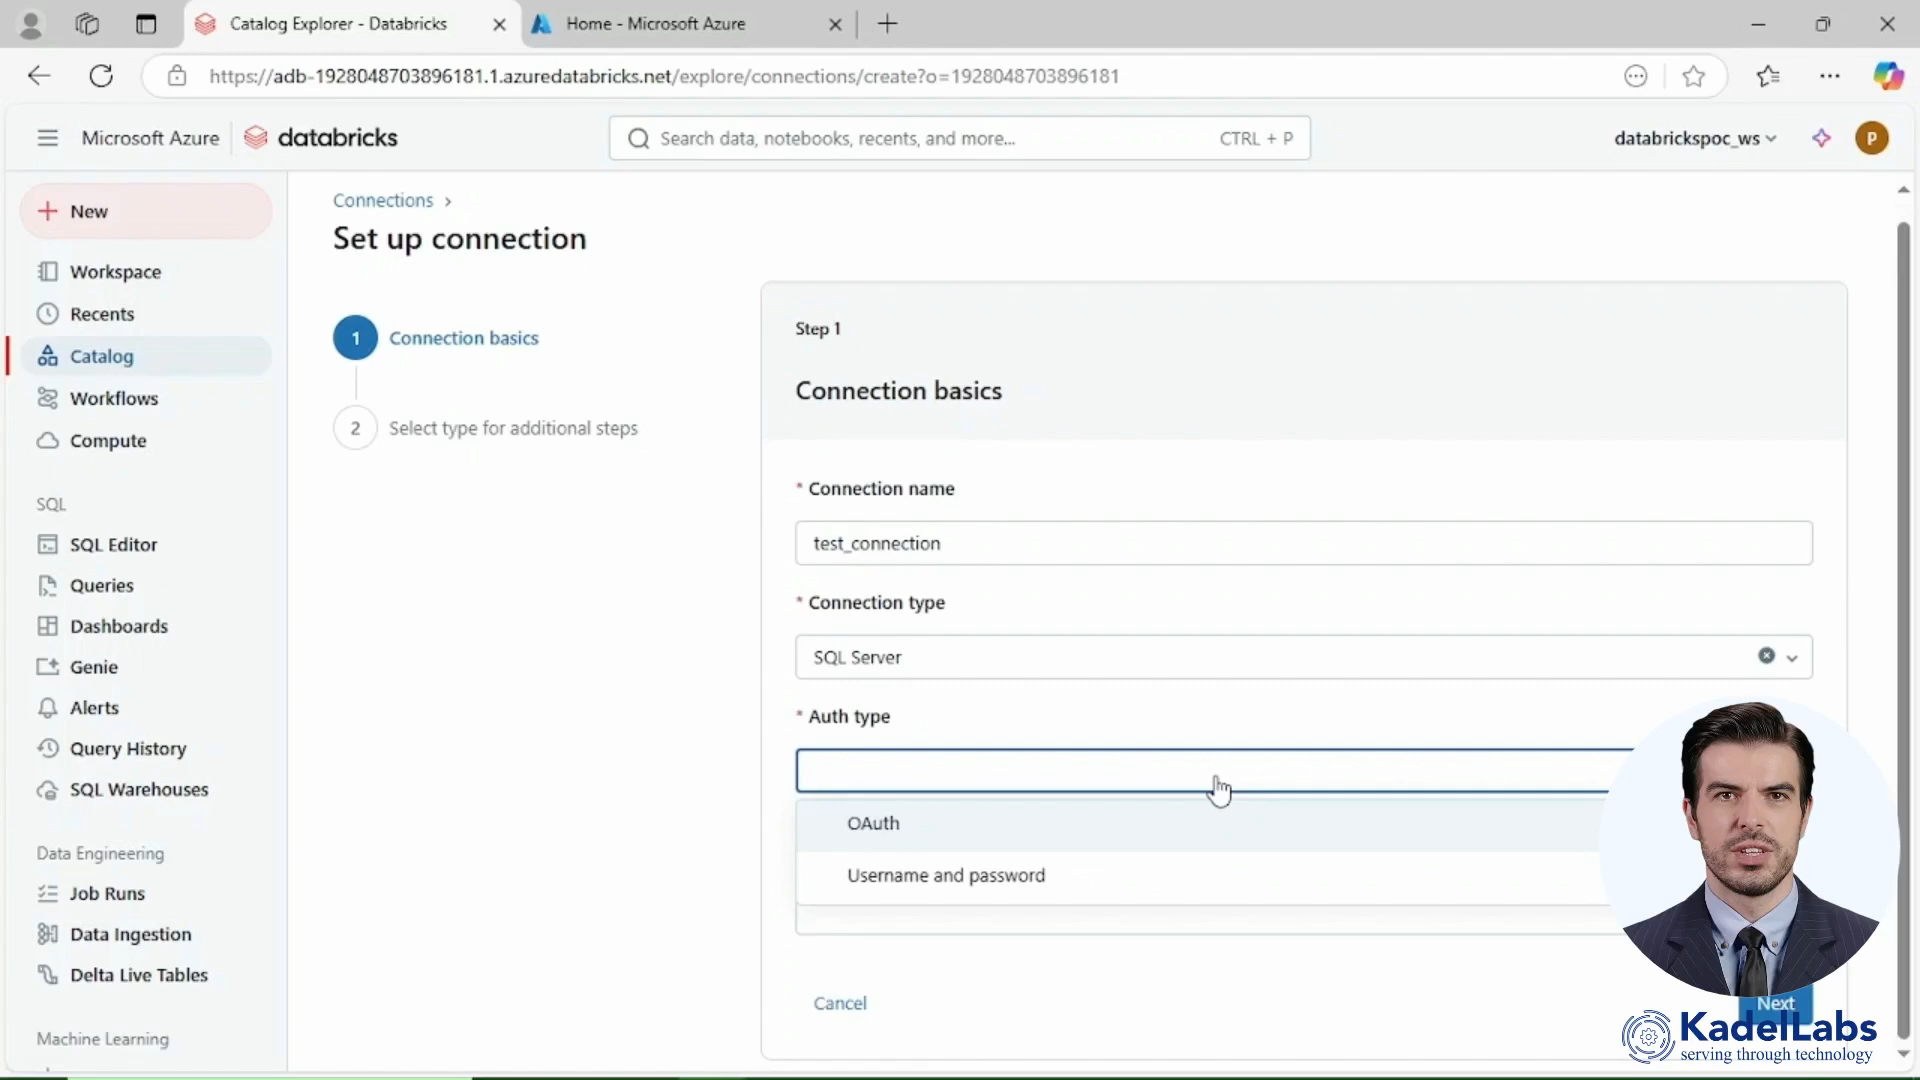 Catalog Explorer - Databricks
Home - Microsoft Azure
https://adb-1928048703896181.1.azuredatabricks.net/explore/connections/create?o=1928048703896181
Microsoft Azure
databricks
Search data, notebooks, recents, and more...
CTRL + P
databrickspoc_ws
P
New
Workspace
Recents
Catalog
Workflows
Compute
SQL
SQL Editor
Queries
Dashboards
Genie
Alerts
Query History
SQL Warehouses
Data Engineering
Job Runs
Data Ingestion
Delta Live Tables
Machine Learning
Connections ›
Set up connection
1 Connection basics
2 Select type for additional steps
Step 1
Connection basics
* Connection name
test_connection
* Connection type
SQL Server
* Auth type
OAuth
Username and password
Cancel
Next
KadelLabs
serving through technology